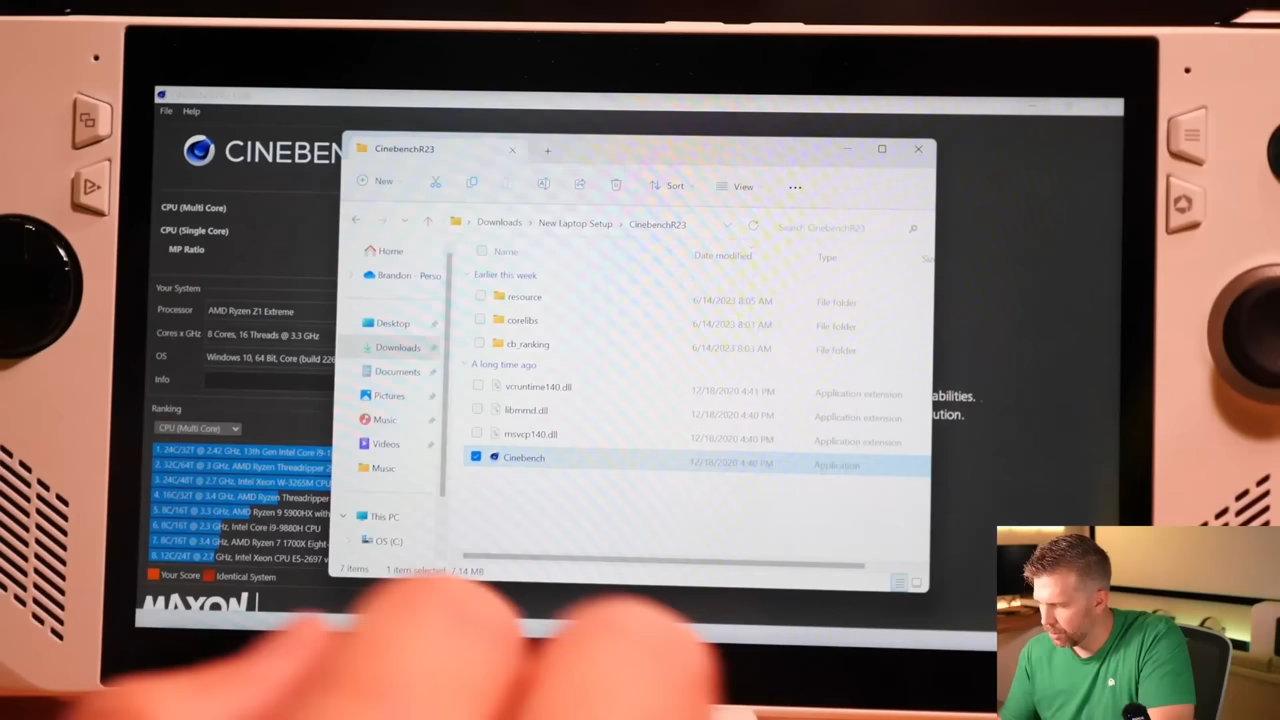 File Help
CINEBEN
CPU (Multi Core)
CPU (Single Core)
MP Ratio
Your System
Processor AMD Ryzen Z1 Extreme
Cores x GHz 8 Cores, 16 Threads @ 3.3 GHz
OS Windows 10, 64 Bit, Core (build 226
Info
Ranking
CPU (Multi Core)
1. 24C/32T @ 2.42 GHz, 13th Gen Intel Core i9-1
2. 32C/64T @ 3 GHz, AMD Ryzen Threadripper 2
3. 24C/48T @ 2.7 GHz, Intel Xeon W-3265M CPU
4. 16C/32T @ 3.4 GHz, AMD Ryzen Threadripper
5. 8C/16T @ 3.3 GHz, AMD Ryzen 9 5900HX with
6. 8C/16T @ 2.3 GHz, Intel Core i9-9880H CPU
7. 8C/16T @ 3.4 GHz, AMD Ryzen 7 1700X Eight-
8. 12C/24T @ 2.7 GHz, Intel Xeon CPU E5-2697 v
Your Score Identical System
MAXON
CinebenchR23
New Sort View
Downloads New Laptop Setup CinebenchR23 Search CinebenchR23
Home
Brandon - Perso
Desktop
Downloads
Documents
Pictures
Music
Videos
Music
This PC
OS (C:)
Name Date modified Type
Earlier this week
resource 6/14/2023 8:05 AM File folder
corelibs 6/14/2023 8:03 AM File folder
cb_ranking 6/14/2023 8:03 AM File folder
A long time ago
vcruntime140.dll 12/18/2020 4:41 PM Application extension
libmmd.dll 12/18/2020 4:40 PM Application extension
msvcp140.dll 12/18/2020 4:40 PM Application extension
Cinebench 12/18/2020 4:40 PM Application
7 items 1 item selected 7.14 MB
abilities.
ution.